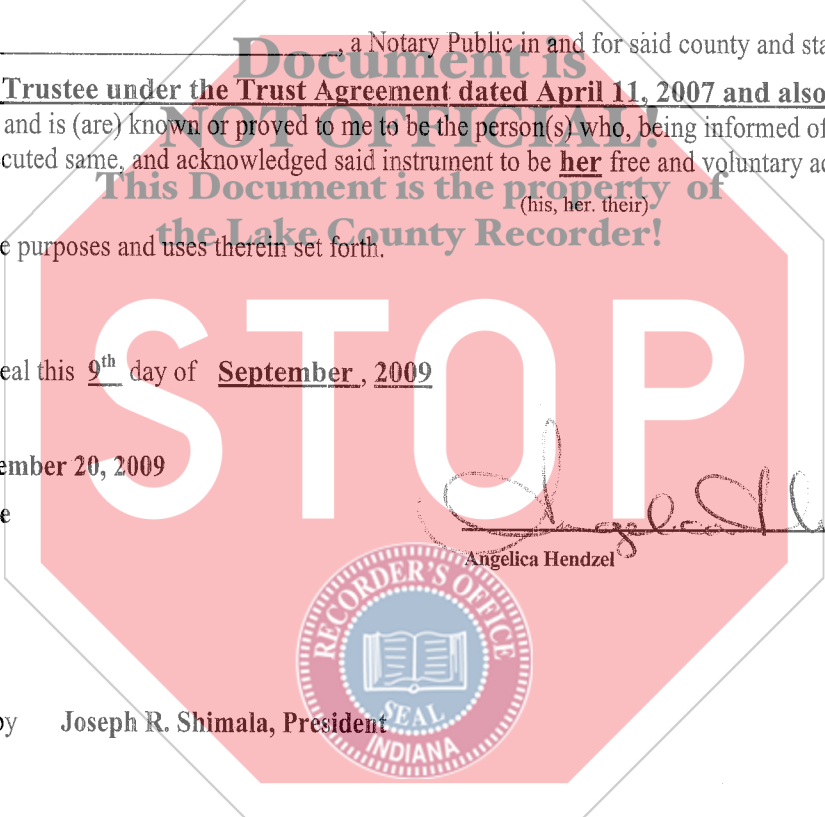 , a Notary Public in and for said county and sta
Document is
Trustee under the Trust Agreement dated April 11, 2007 and also
NOT OFFICIAL!
and is (are) known or proved to me to be the person(s) who, being informed of
cuted same, and acknowledged said instrument to be her free and voluntary ac
This Document is the property of
(his, her. their)
the Lake County Recorder!
e purposes and uses therein set forth.
STOP
eal this 9th day of September, 2009
ember 20, 2009
e
Angelica H
Angelica Hendzel
RECORDER'S OFFICE
SEAL
INDIANA
by Joseph R. Shimala, President